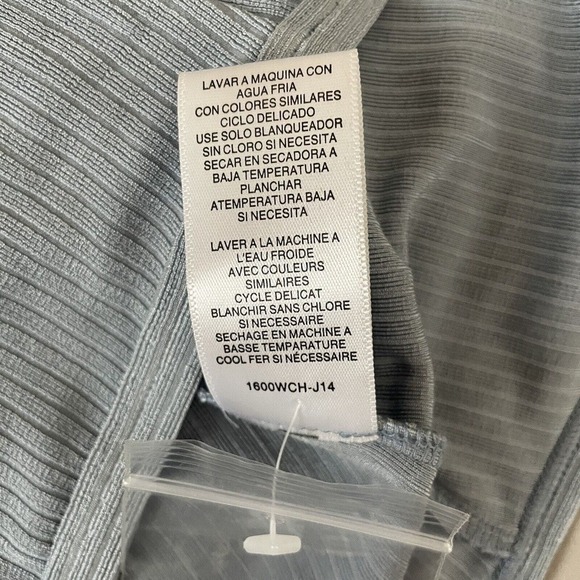 LAVAR A MAQUINA CON
AGUA FRIA
CON COLORES SIMILARES
CICLO DELICADO
USE SOLO BLANQUEADOR
SIN CLORO SI NECESITA
SECAR EN SECADORA A
BAJA TEMPERATURA
PLANCHAR
ATEMPERATURA BAJA
SI NECESITA
LAVER A LA MACHINE A
L'EAU FROIDE
AVEC COULEURS
SIMILAIRES
CYCLE DELICAT
BLANCHIR SANS CHLORE
SI NECESSAIRE
SECHAGE EN MACHINE A
BASSE TEMPARATURE
COOL FER SI NÉCESSAIRE
1600WCH-J14